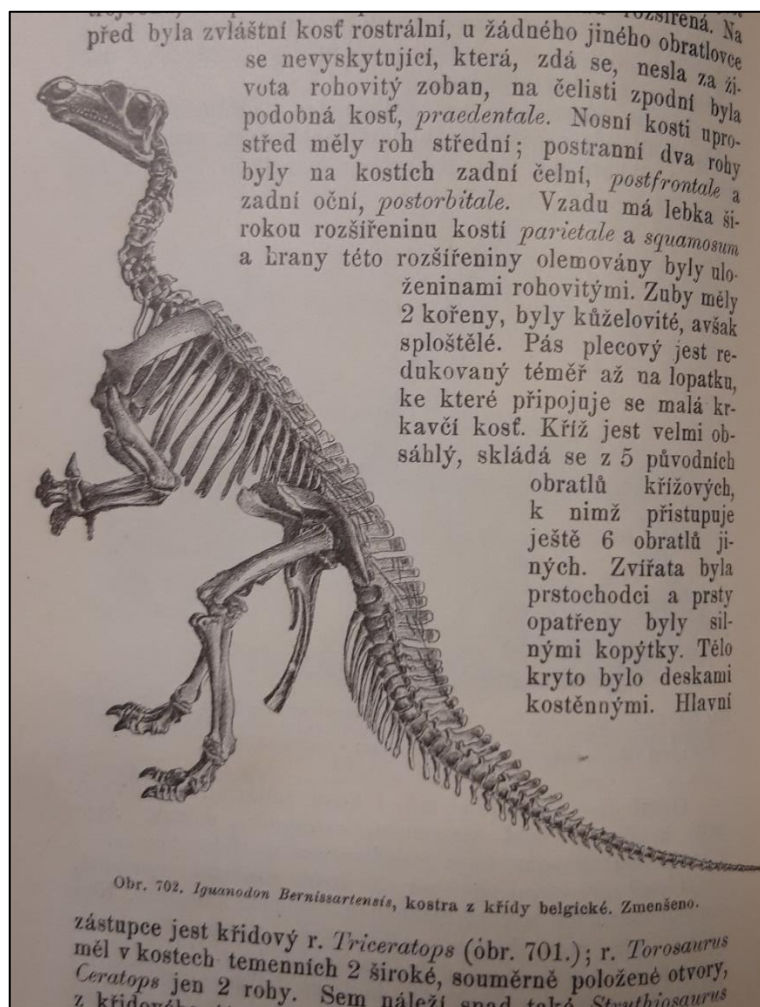 rozšířená. Na
před byla zvláštní kosť rostrální, u žádného jiného obratlovce
se nevyskytující, která, zdá se, nesla za ži-
vota rohovitý zoban, na čelisti zpodní byla
podobná kosť, praedentale. Nosní kosti upro-
střed měly roh střední; postranní dva rohy
byly na kostích zadní čelní, postfrontale a
zadní oční, postorbitale. Vzadu má lebka ši-
rokou rozšířeninu kostí parietale a squamosum
a hrany této rozšířeniny olemovány byly ulo-
ženinami rohovitými. Zuby měly
2 kořeny, byly kůželovité, avšak
sploštělé. Pás plecový jest re-
dukovaný téměř až na lopatku,
ke které připojuje se malá kr-
kavčí kosť. Kříž jest velmi ob-
sáhlý, skládá se z 5 původních
obratlů křížových,
k nimž přistupuje
ještě 6 obratlů ji-
ných. Zvířata byla
prstochodci a prsty
opatřeny byly sil-
nými kopýtky. Tělo
kryto bylo deskami
kostěnnými. Hlavní
Obr. 702. Iguanodon Bernissartensis, kostra z křídy belgické. Zmenšeno.
zástupce jest křidový r. Triceratops (obr. 701.); r. Torosaurus
měl v kostech temenních 2 široké, souměrně položené otvory,
Ceratops jen 2 rohy. Sem náleží snad také Struthiosaurus
z křidového